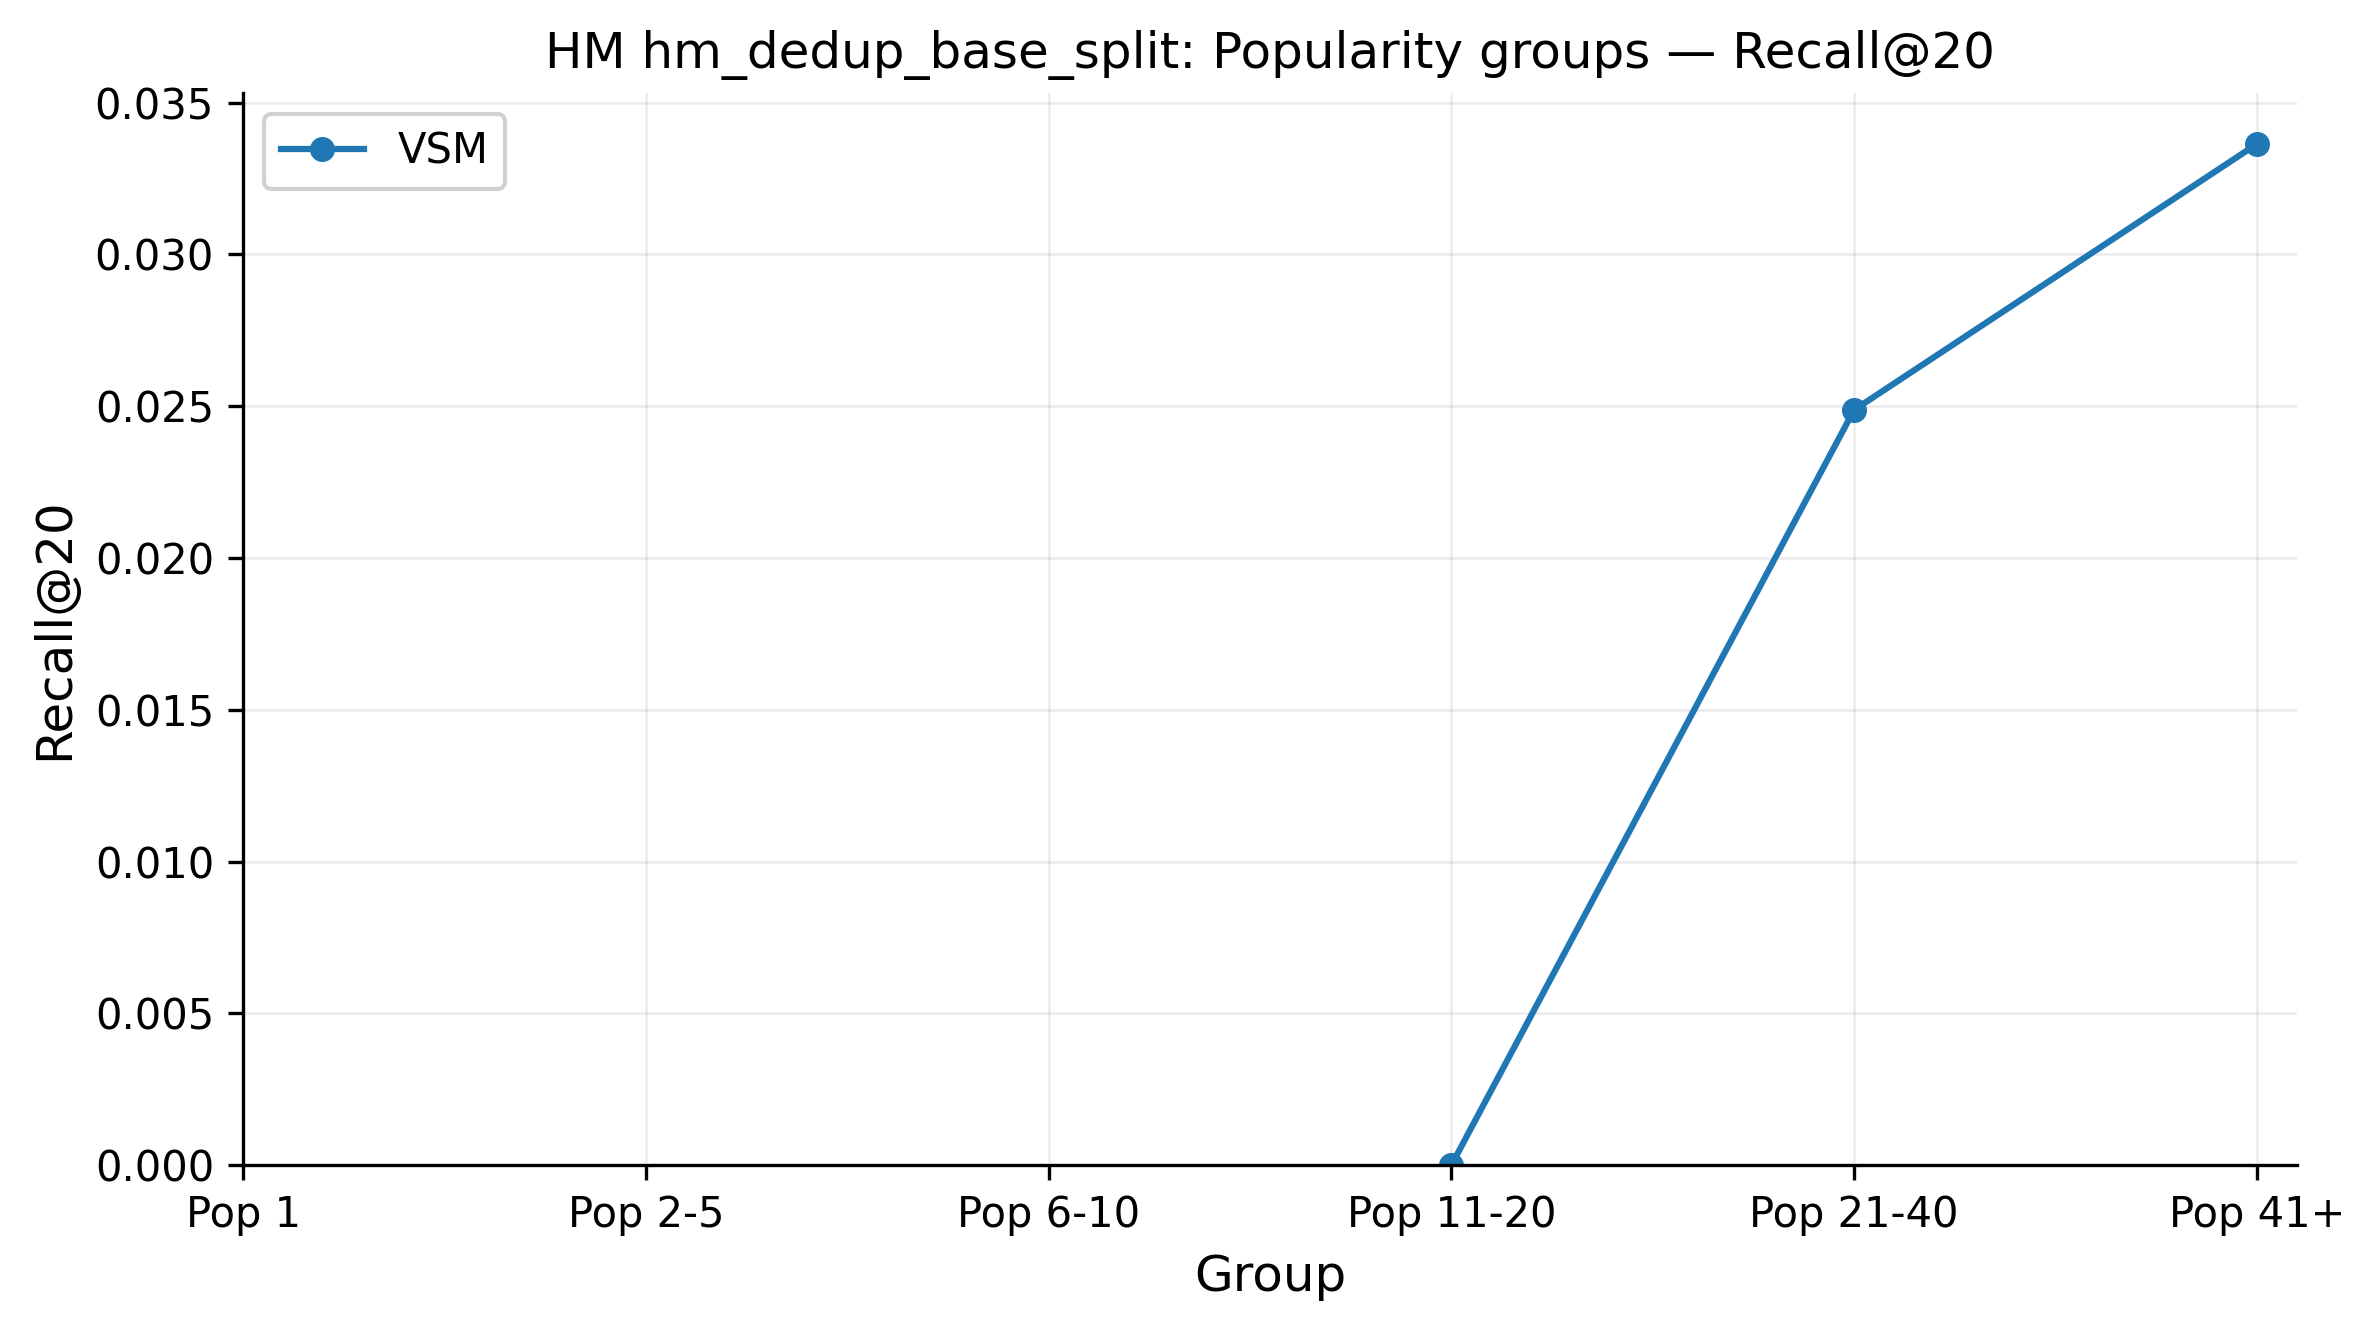 HM hm_dedup_base_split: Popularity groups — Recall@20
VSM
Recall@20
0.035
0.030
0.025
0.020
0.015
0.010
0.005
0.000
Pop 1
Pop 2-5
Pop 6-10
Pop 11-20
Pop 21-40
Pop 41+
Group